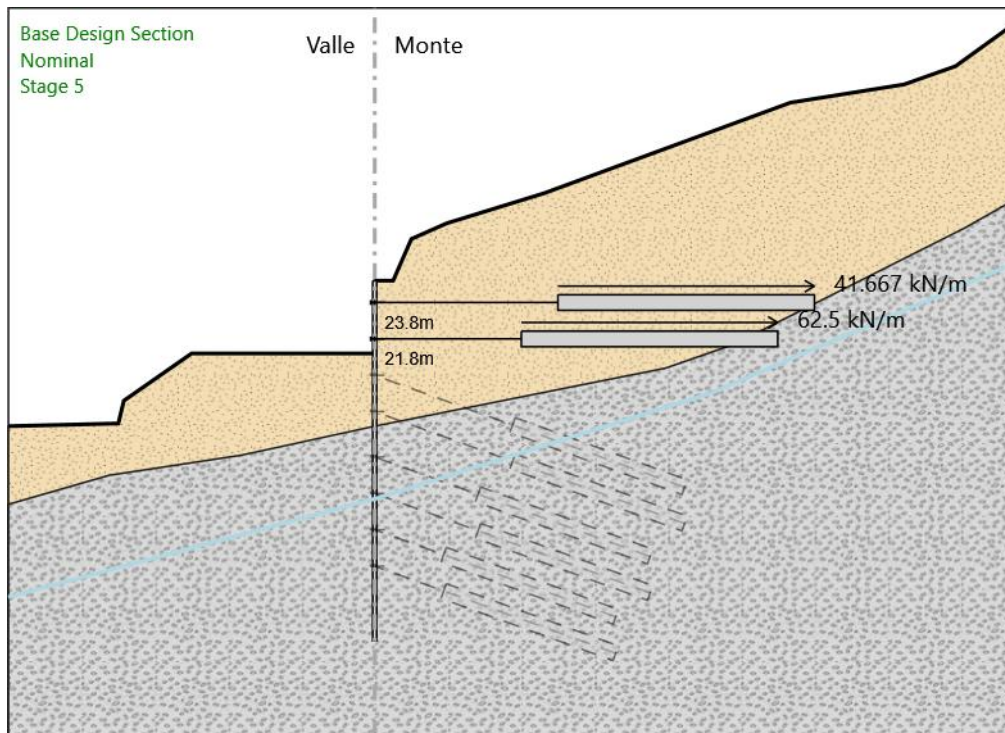 Base Design Section
Nominal
Stage 5
Valle
Monte
41.667 kN/m
23.8m
62.5 kN/m
21.8m